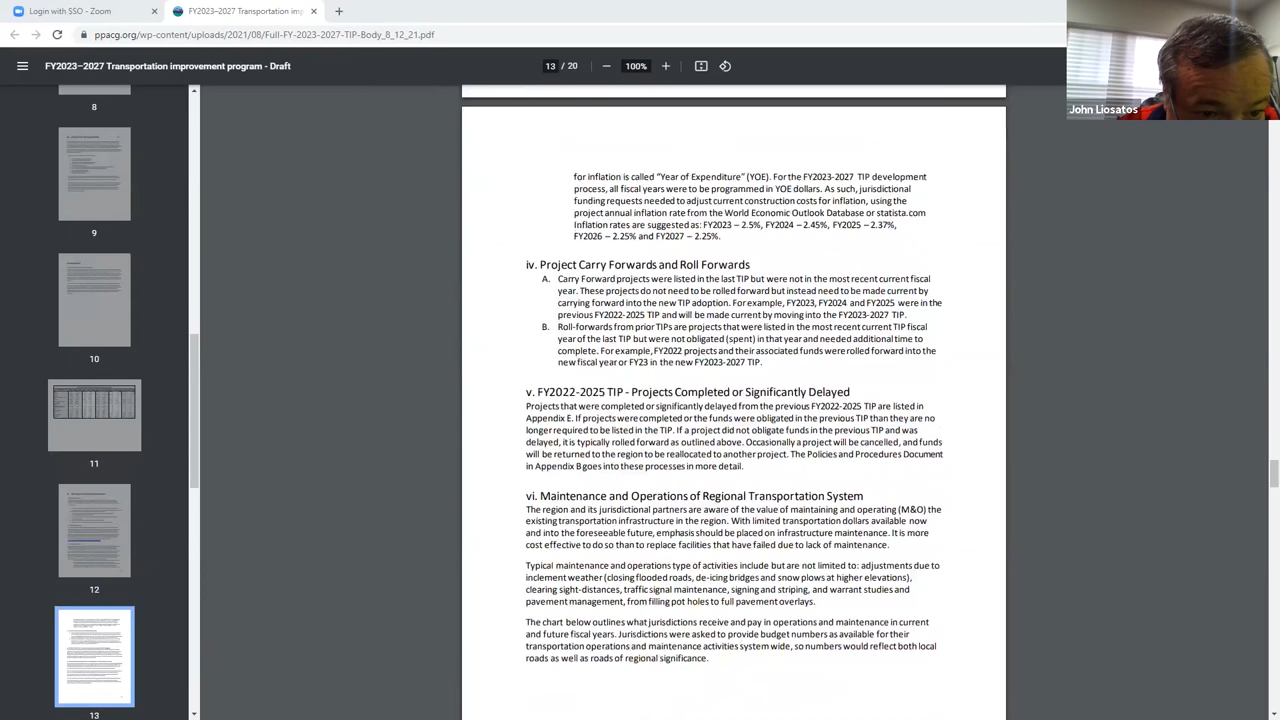 Login with SSO - Zoom
FY2023–2027 Transportation imp
ppacg.org/wp-content/uploads/2021/08/Full-FY-2023-2027-TIP-Body_8_12_21.pdf
FY2023–2027 Transportation improvement program - Draft
13 / 20
100%
John Liosatos
8
9
10
11
12
13
for inflation is called “Year of Expenditure” (YOE). For the FY2023-2027 TIP development
process, all fiscal years were to be programmed in YOE dollars. As such, jurisdictional
funding requests needed to adjust current construction costs for inflation, using the
project annual inflation rate from the World Economic Outlook Database or statista.com
Inflation rates are suggested as: FY2023 – 2.5%, FY2024 – 2.45%, FY2025 – 2.37%,
FY2026 – 2.25% and FY2027 – 2.25%.
iv. Project Carry Forwards and Roll Forwards
A. Carry Forward projects were listed in the last TIP but were not in the most recent current fiscal
year. These projects do not need to be rolled forward but instead need to be made current by
carrying forward into the new TIP adoption. For example, FY2023, FY2024 and FY2025 were in the
previous FY2022-2025 TIP and will be made current by moving into the FY2023-2027 TIP.
B. Roll-forwards from prior TIPs are projects that were listed in the most recent current TIP fiscal
year of the last TIP but were not obligated (spent) in that year and needed additional time to
complete. For example, FY2022 projects and their associated funds were rolled forward into the
new fiscal year or FY23 in the new FY2023-2027 TIP.
v. FY2022-2025 TIP - Projects Completed or Significantly Delayed
Projects that were completed or significantly delayed from the previous FY2022-2025 TIP are listed in
Appendix E. If projects were completed or the funds were obligated in the previous TIP than they are no
longer required to be listed in the TIP. If a project did not obligate funds in the previous TIP and was
delayed, it is typically rolled forward as outlined above. Occasionally a project will be cancelled, and funds
will be returned to the region to be reallocated to another project. The Policies and Procedures Document
in Appendix B goes into these processes in more detail.
vi. Maintenance and Operations of Regional Transportation System
The region and its jurisdictional partners are aware of the value of maintaining and operating (M&O) the
existing transportation infrastructure in the region. With limited transportation dollars available now
and into the foreseeable future, emphasis should be placed on infrastructure maintenance. It is more
cost effective to do so than to replace facilities that have failed due to lack of maintenance.
Typical maintenance and operations type of activities include but are not limited to: adjustments due to
inclement weather (closing flooded roads, de-icing bridges and snow plows at higher elevations),
clearing sight-distances, traffic signal maintenance, signing and striping, and warrant studies and
pavement management, from filling pot holes to full pavement overlays.
The chart below outlines what jurisdictions receive and pay in operations and maintenance in current
and future fiscal years. Jurisdictions were asked to provide budget numbers as available for their
transportation operations and maintenance activities system wide, so numbers would reflect both local
roads as well as roads of regional significance.